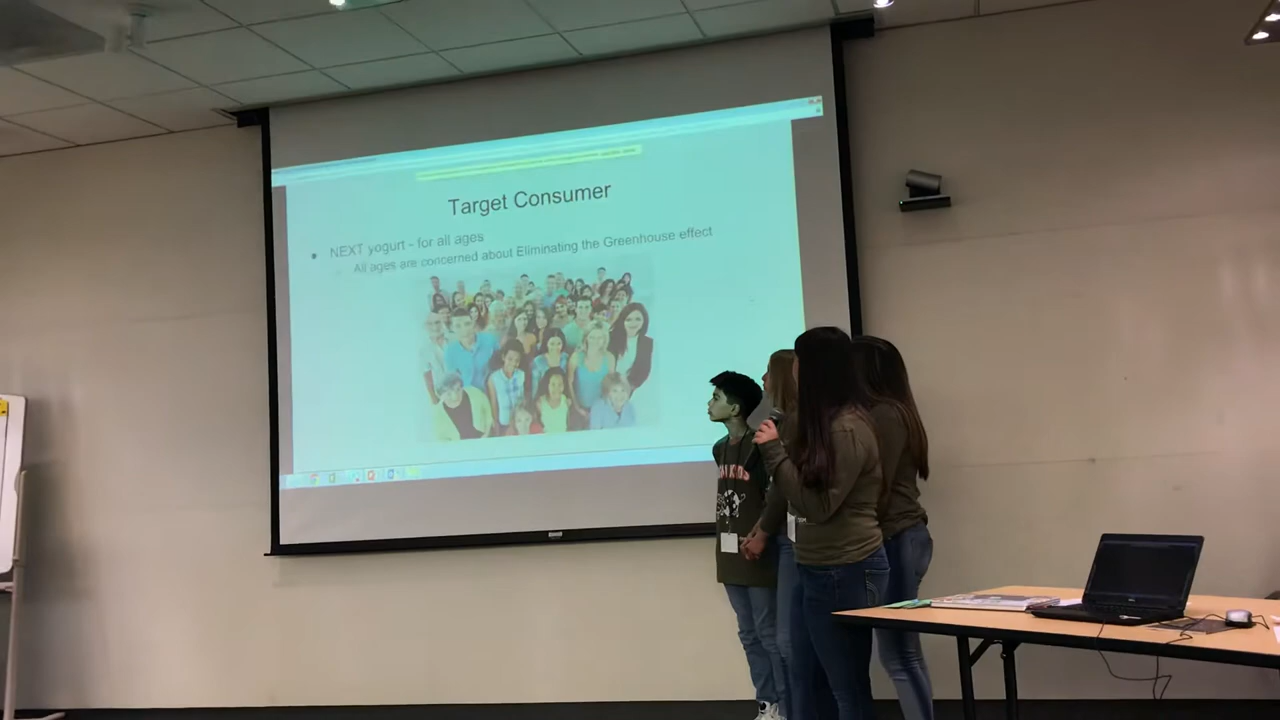 Target Consumer
NEXT yogurt - for all ages
All ages are concerned about Eliminating the Greenhouse effect